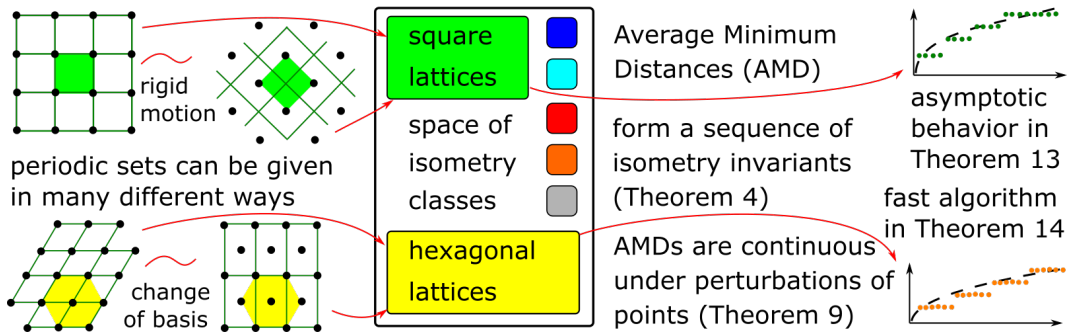 rigid
motion
periodic sets can be given
in many different ways
change
of basis
square
lattices
space of
isometry
classes
hexagonal
lattices
Average Minimum
Distances (AMD)
form a sequence of
isometry invariants
(Theorem 4)
AMDs are continuous
under perturbations of
points (Theorem 9)
asymptotic
behavior in
Theorem 13
fast algorithm
in Theorem 14